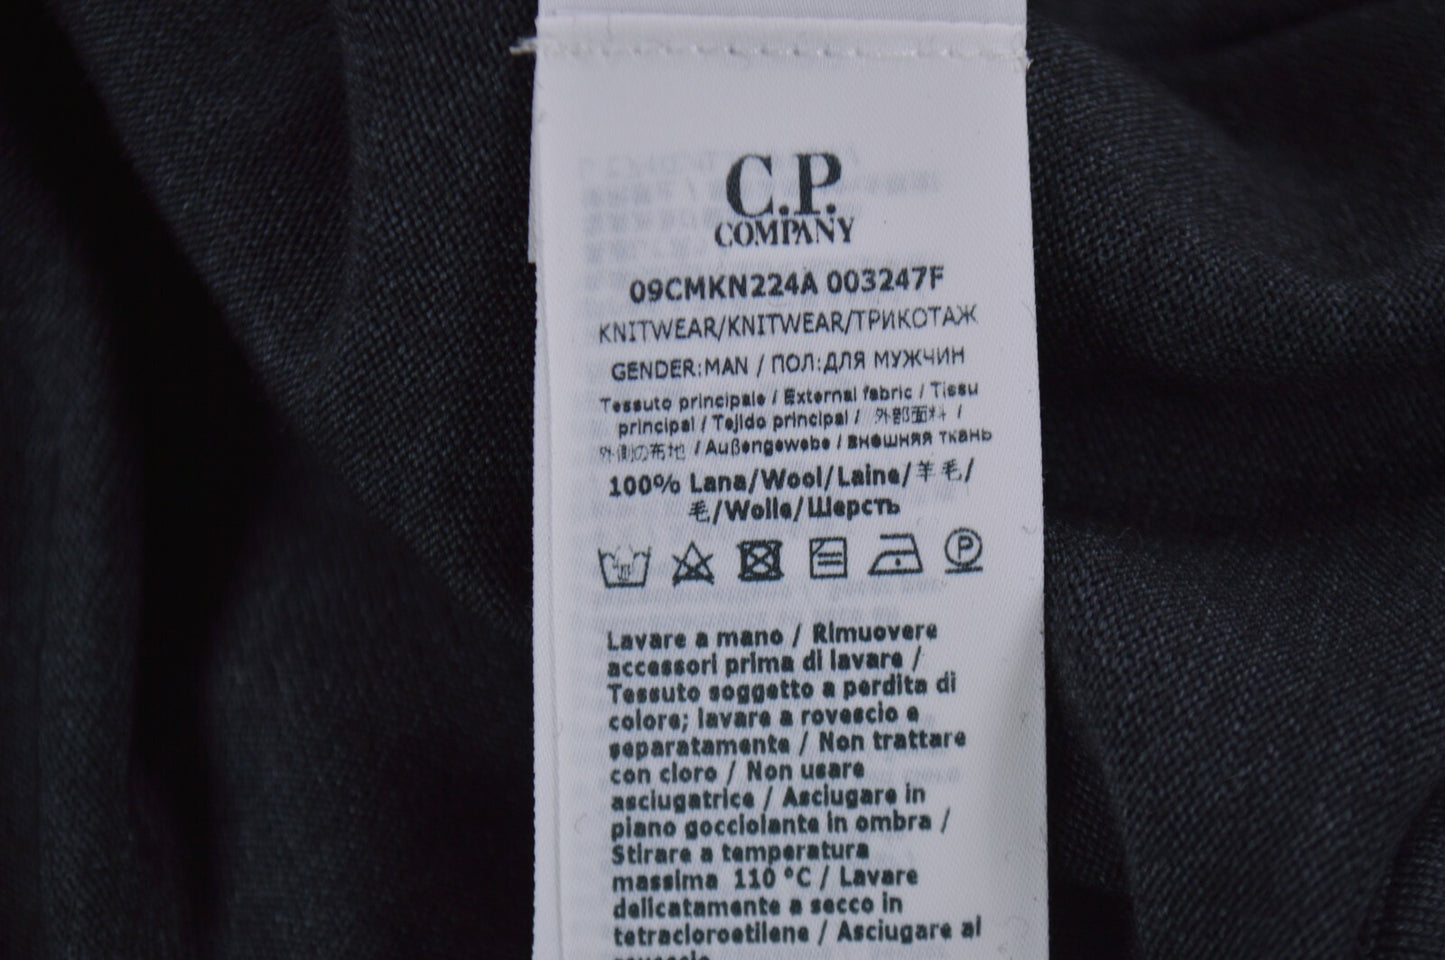 C.P.
COMPANY
09CMKN224A 003247F
KNITWEAR/KNITWEAR/ТРИКОТАЖ
GENDER:MAN / ПОЛ:ДЛЯ МУЖЧИН
Tessuto principale / External fabric / Tissu
principal / Tejido principal / 外部面料 /
外側の布地 / Außengewebe / внешняя ткань
100% Lana/Wool/Laine/羊毛/
毛/Wolle/Шерсть
P
Lavare a mano / Rimuovere
accessori prima di lavare /
Tessuto soggetto a perdita di
colore; lavare a rovescio e
separatamente / Non trattare
con cloro / Non usare
asciugatrice / Asciugare in
piano gocciolante in ombra /
Stirare a temperatura
massima 110 °C / Lavare
delicatamente a secco in
tetracloroetilene / Asciugare al